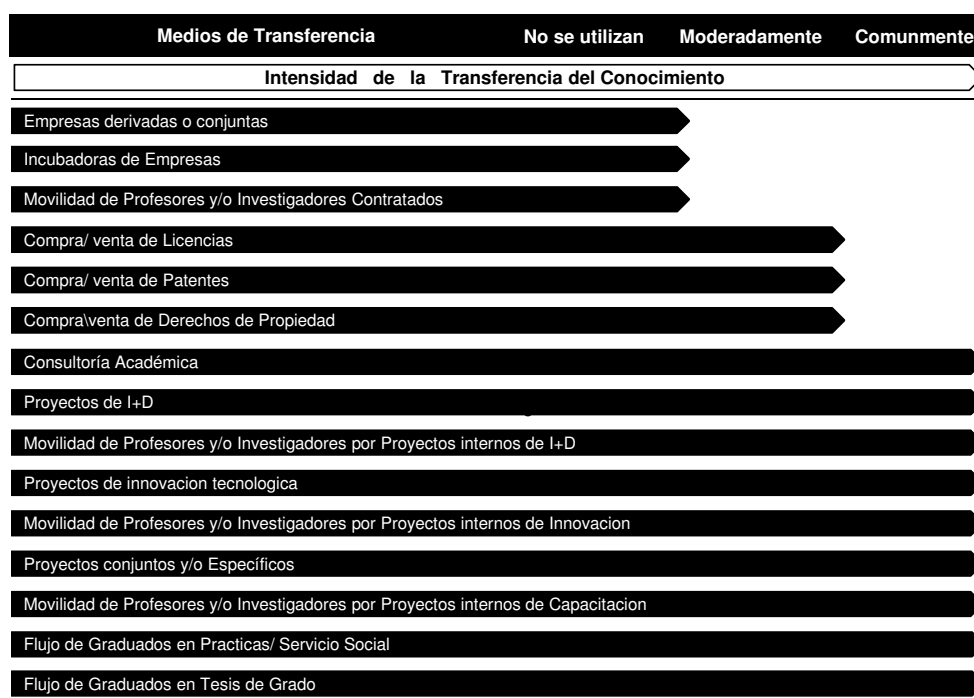 Medios de Transferencia No se utilizan Moderadamente Comunmente
Intensidad de la Transferencia del Conocimiento
Empresas derivadas o conjuntas
Incubadoras de Empresas
Movilidad de Profesores y/o Investigadores Contratados
Compra/ venta de Licencias
Compra/ venta de Patentes
Compra\venta de Derechos de Propiedad
Consultoría Académica
Proyectos de I+D
Movilidad de Profesores y/o Investigadores por Proyectos internos de I+D
Proyectos de innovacion tecnologica
Movilidad de Profesores y/o Investigadores por Proyectos internos de Innovacion
Proyectos conjuntos y/o Específicos
Movilidad de Profesores y/o Investigadores por Proyectos internos de Capacitacion
Flujo de Graduados en Practicas/ Servicio Social
Flujo de Graduados en Tesis de Grado